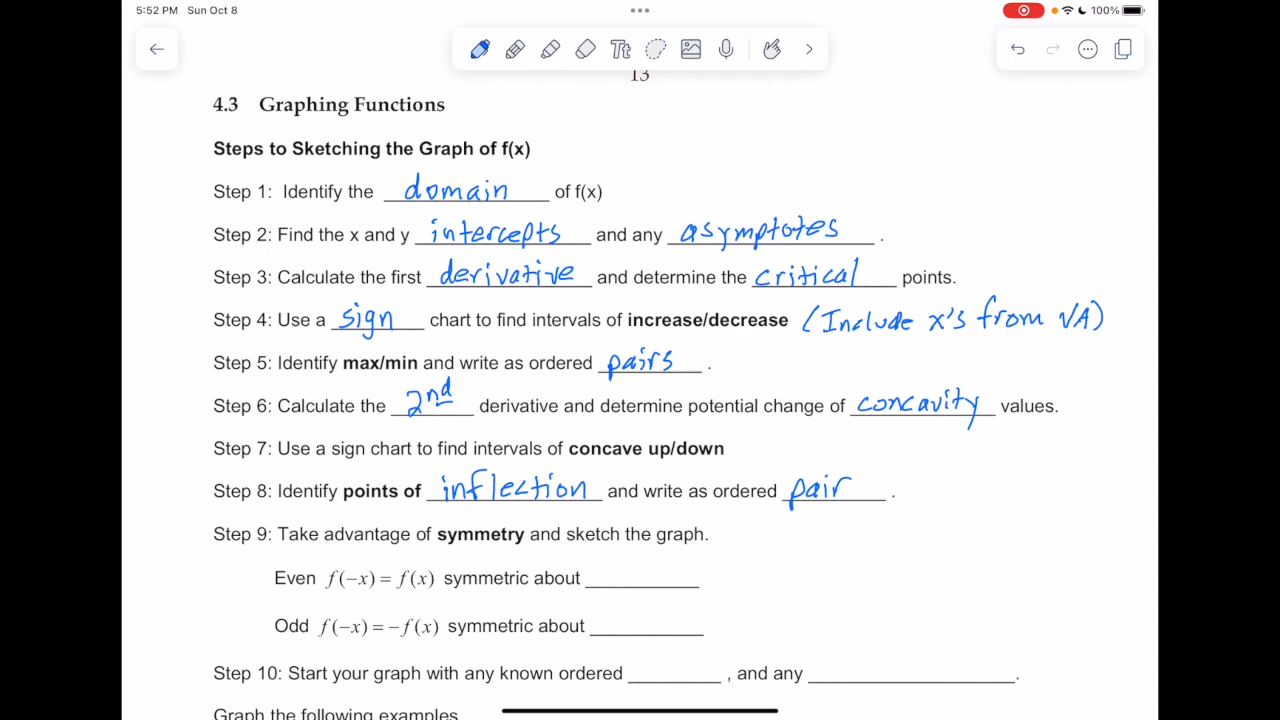 5:52 PM Sun Oct 8 100%
Tt
13
4.3 Graphing Functions
Steps to Sketching the Graph of f(x)
Step 1: Identify the domain of f(x)
Step 2: Find the x and y intercepts and any asymptotes .
Step 3: Calculate the first derivative and determine the critical points.
Step 4: Use a sign chart to find intervals of increase/decrease (Include x's from VA)
Step 5: Identify max/min and write as ordered pairs .
Step 6: Calculate the 2nd derivative and determine potential change of concavity values.
Step 7: Use a sign chart to find intervals of concave up/down
Step 8: Identify points of inflection and write as ordered pair .
Step 9: Take advantage of symmetry and sketch the graph.
Even f(−x) = f(x) symmetric about ____________
Odd f(−x) = −f(x) symmetric about ____________
Step 10: Start your graph with any known ordered __________ , and any ______________________.
Graph the following examples